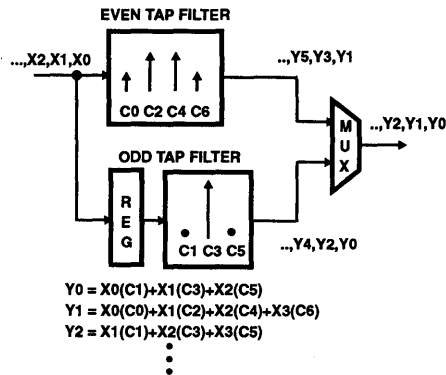 EVEN TAP FILTER
...,X2,X1,X0
..,Y5,Y3,Y1
C0 C2 C4 C6
MUX
..,Y2,Y1,Y0
ODD TAP FILTER
REG
C1 C3 C5
..,Y4,Y2,Y0
Y0 = X0(C1)+X1(C3)+X2(C5)
Y1 = X0(C0)+X1(C2)+X2(C4)+X3(C6)
Y2 = X1(C1)+X2(C3)+X3(C5)